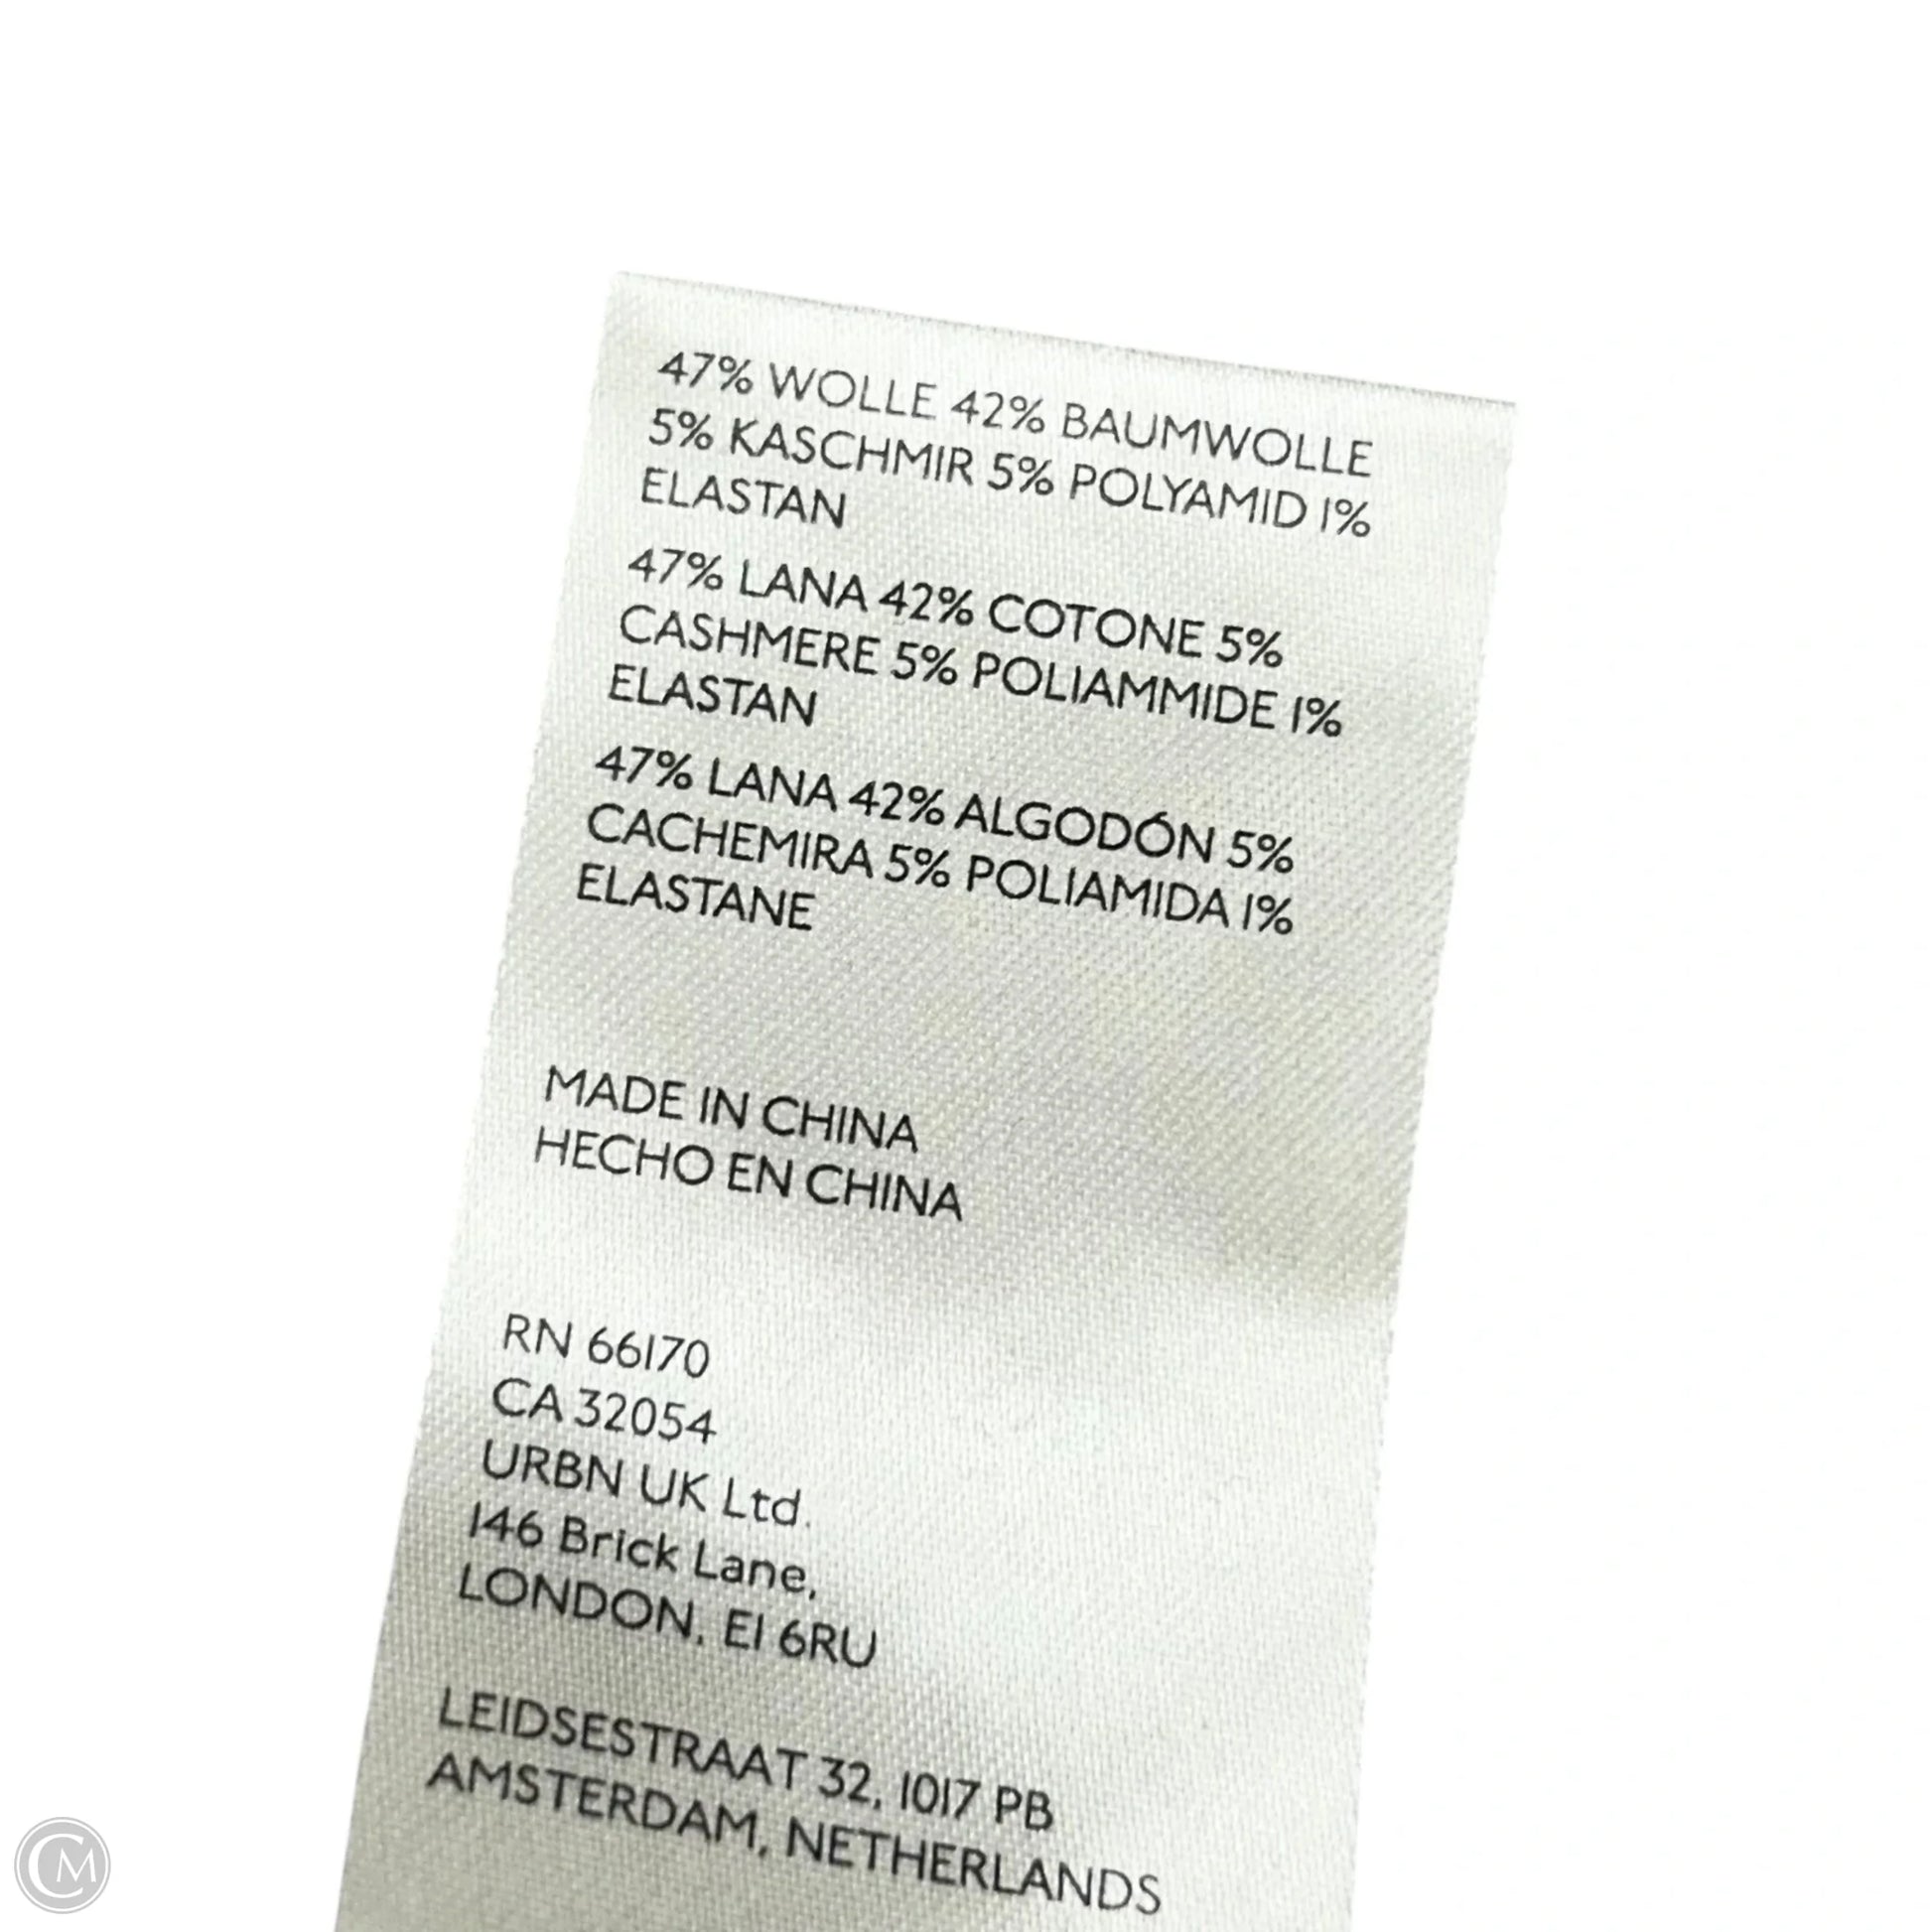 47% WOLLE 42% BAUMWOLLE
5% KASCHMIR 5% POLYAMID 1%
ELASTAN
47% LANA 42% COTONE 5%
CASHMERE 5% POLIAMMIDE 1%
ELASTAN
47% LANA 42% ALGODÓN 5%
CACHEMIRA 5% POLIAMIDA 1%
ELASTANE
MADE IN CHINA
HECHO EN CHINA
RN 66170
CA 32054
URBN UK Ltd.
146 Brick Lane,
LONDON, E1 6RU
LEIDSESTRAAT 32, 1017 PB
AMSTERDAM, NETHERLANDS
CM